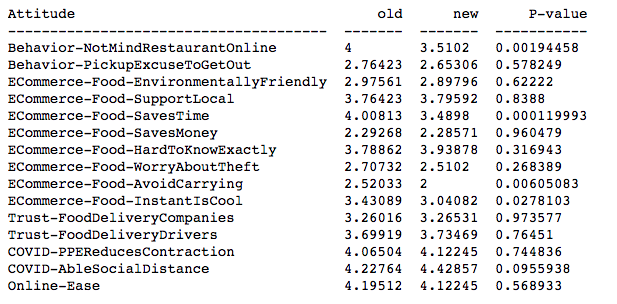 Attitude old new P-value
------------------------------------ ------- ------- -----------
Behavior-NotMindRestaurantOnline 4 3.5102 0.00194458
Behavior-PickupExcuseToGetOut 2.76423 2.65306 0.578249
ECommerce-Food-EnvironmentallyFriendly 2.97561 2.89796 0.62222
ECommerce-Food-SupportLocal 3.76423 3.79592 0.8388
ECommerce-Food-SavesTime 4.00813 3.4898 0.000119993
ECommerce-Food-SavesMoney 2.29268 2.28571 0.960479
ECommerce-Food-HardToKnowExactly 3.78862 3.93878 0.316943
ECommerce-Food-WorryAboutTheft 2.70732 2.5102 0.268389
ECommerce-Food-AvoidCarrying 2.52033 2 0.00605083
ECommerce-Food-InstantIsCool 3.43089 3.04082 0.0278103
Trust-FoodDeliveryCompanies 3.26016 3.26531 0.973577
Trust-FoodDeliveryDrivers 3.69919 3.73469 0.76451
COVID-PPEReducesContraction 4.06504 4.12245 0.744836
COVID-AbleSocialDistance 4.22764 4.42857 0.0955938
Online-Ease 4.19512 4.12245 0.568933